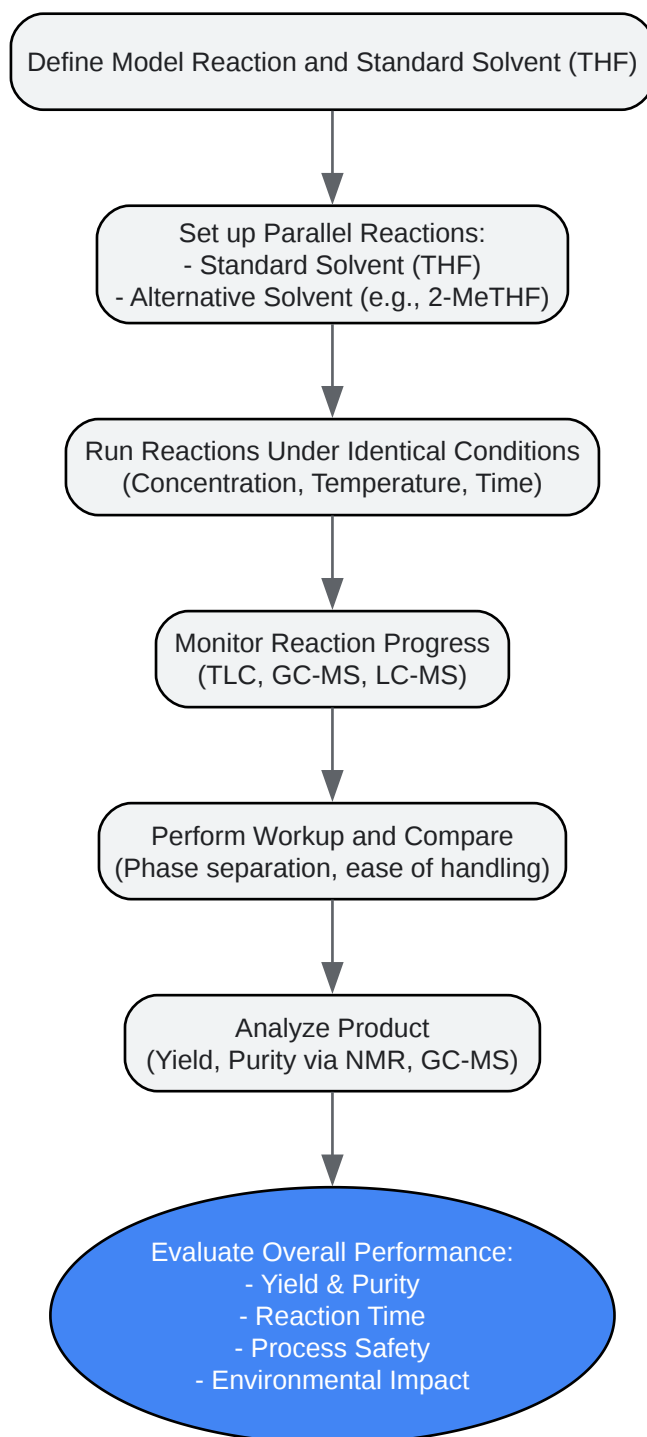 Define Model Reaction and Standard Solvent (THF)
Set up Parallel Reactions:
- Standard Solvent (THF)
- Alternative Solvent (e.g., 2-MeTHF)
Run Reactions Under Identical Conditions
(Concentration, Temperature, Time)
Monitor Reaction Progress
(TLC, GC-MS, LC-MS)
Perform Workup and Compare
(Phase separation, ease of handling)
Analyze Product
(Yield, Purity via NMR, GC-MS)
Evaluate Overall Performance:
- Yield & Purity
- Reaction Time
- Process Safety
- Environmental Impact